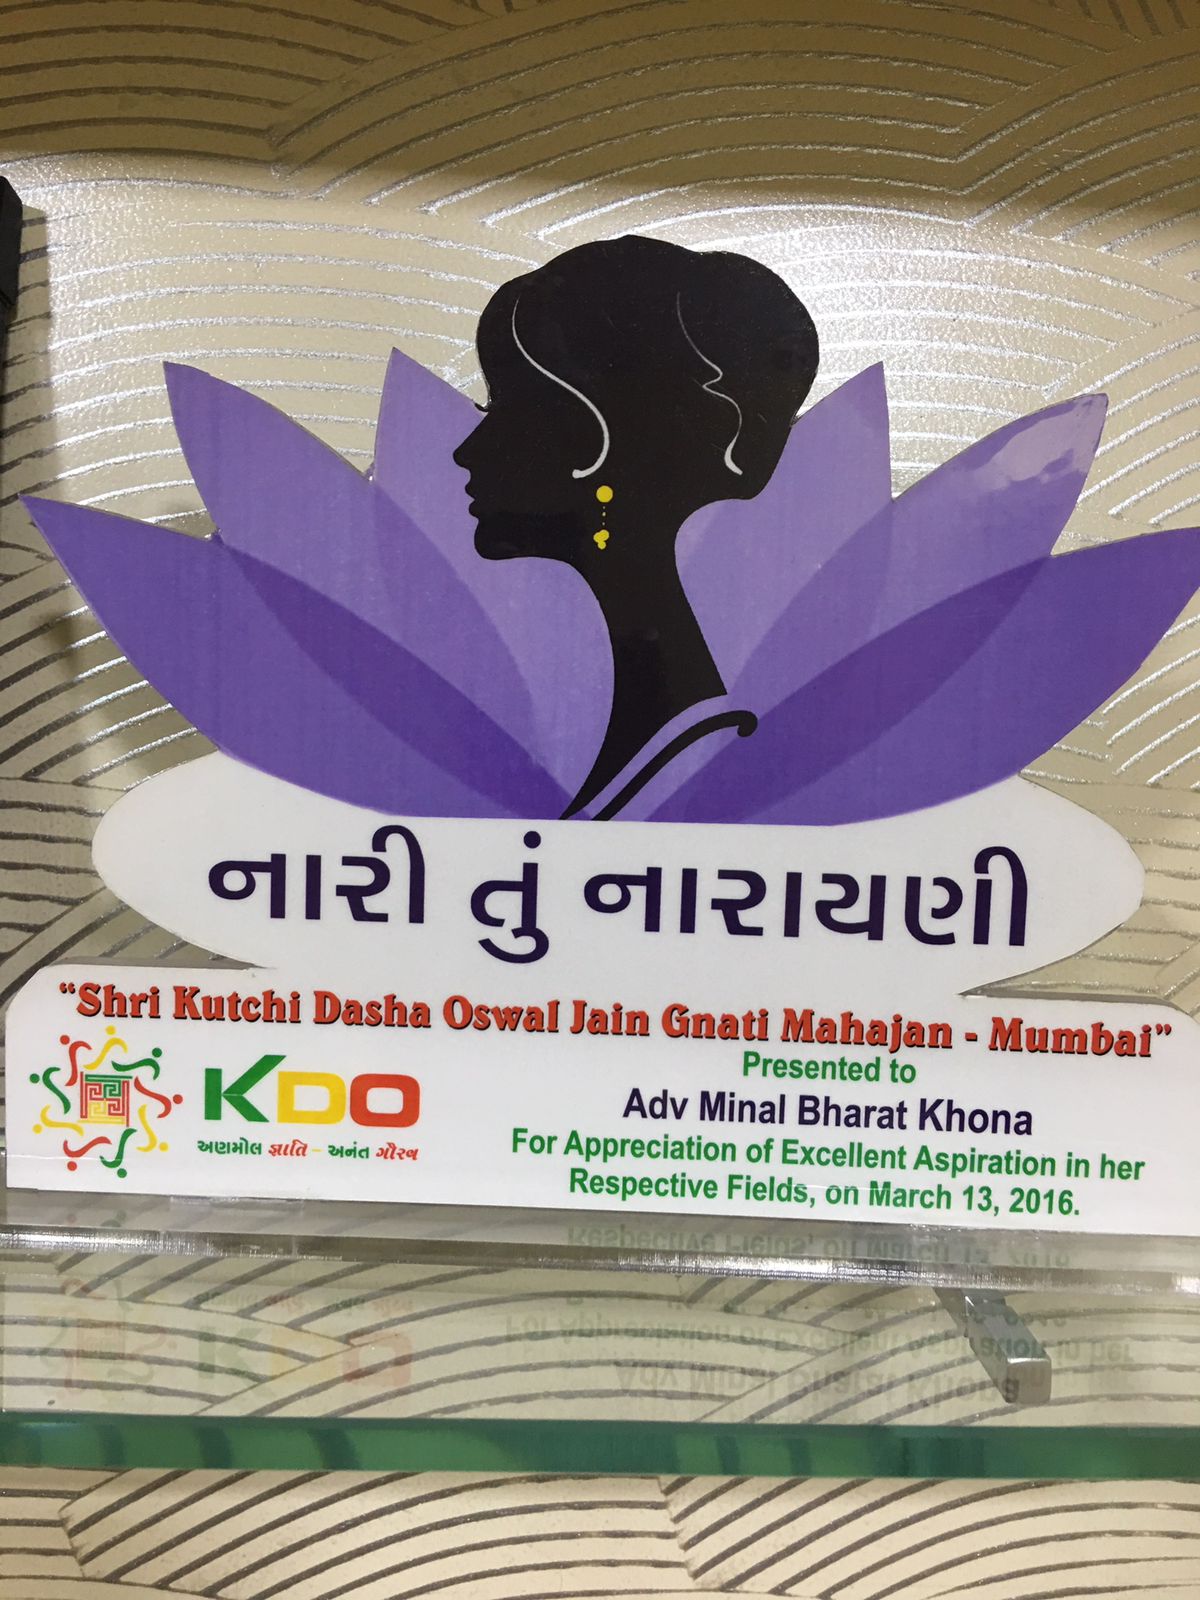 નારી તું નારાયણી
“Shri Kutchi Dasha Oswal Jain Gnati Mahajan - Mumbai”
KDO
અણમોલ જ્ઞાતિ - અનંત ગૌરવ
Presented to
Adv Minal Bharat Khona
For Appreciation of Excellent Aspiration in her
Respective Fields, on March 13, 2016.